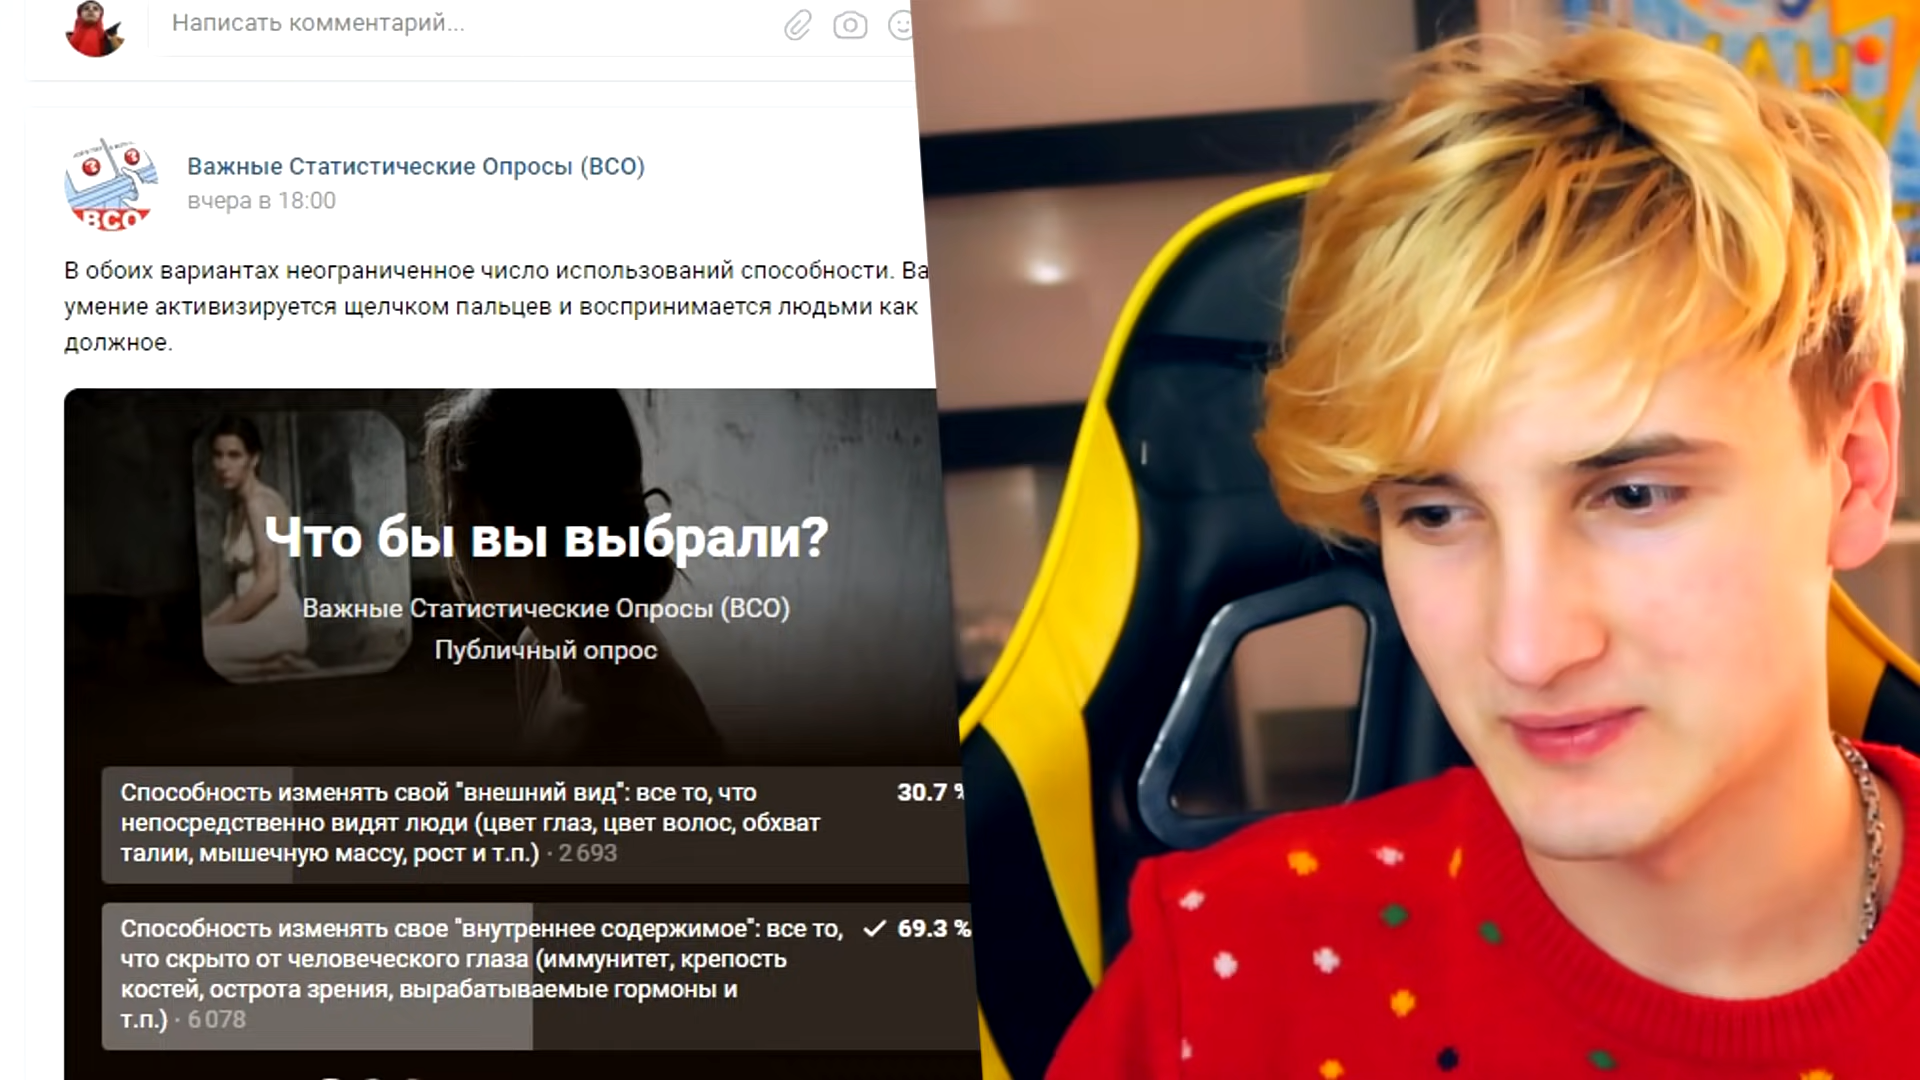 Написать комментарий...
Важные Статистические Опросы (ВСО)
вчера в 18:00
ВСО
В обоих вариантах неограниченное число использований способности. Ва
умение активизируется щелчком пальцев и воспринимается людьми как
должное.
Что бы вы выбрали?
Важные Статистические Опросы (ВСО)
Публичный опрос
Способность изменять свой "внешний вид": все то, что 30.7 %
непосредственно видят люди (цвет глаз, цвет волос, обхват
талии, мышечную массу, рост и т.п.) · 2 693
Способность изменять свое "внутреннее содержимое": все то, ✓ 69.3 %
что скрыто от человеческого глаза (иммунитет, крепость
костей, острота зрения, вырабатываемые гормоны и
т.п.) · 6 078